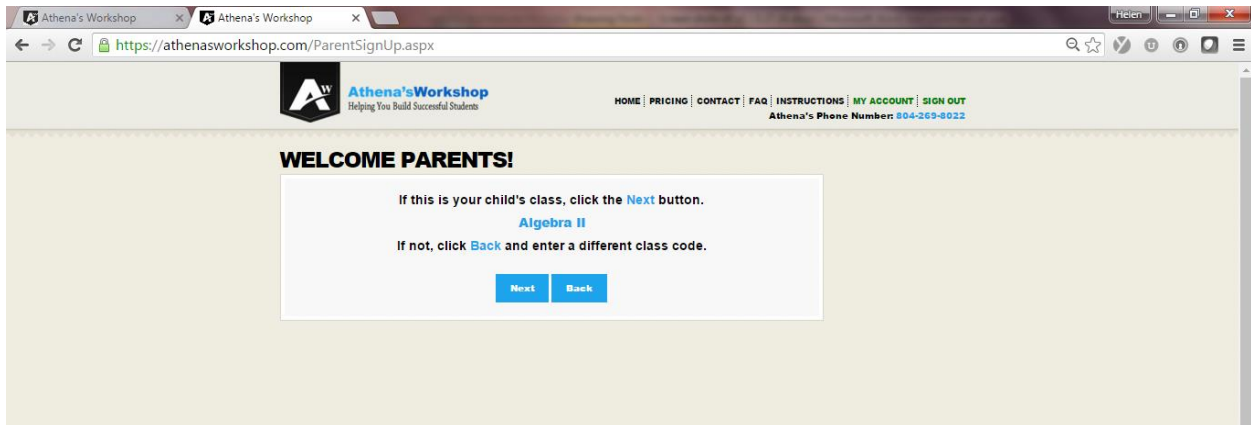 Athena's Workshop
Athena's Workshop
https://athenasworkshop.com/ParentSignUp.aspx
AW
Athena'sWorkshop
Helping You Build Successful Students
HOME PRICING CONTACT FAQ INSTRUCTIONS MY ACCOUNT SIGN OUT
Athena's Phone Number: 804-269-8022
WELCOME PARENTS!
If this is your child's class, click the Next button.
Algebra II
If not, click Back and enter a different class code.
Next Back